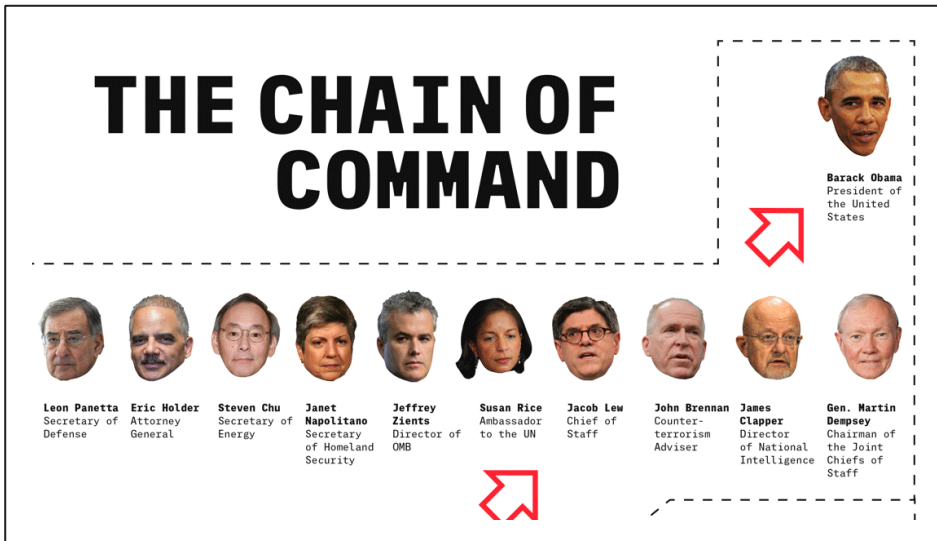 THE CHAIN OF
COMMAND
Barack Obama
President of
the United
States
Leon Panetta
Secretary of
Defense
Eric Holder
Attorney
General
Steven Chu
Secretary of
Energy
Janet
Napolitano
Secretary
of Homeland
Security
Jeffrey
Zients
Director of
OMB
Susan Rice
Ambassador
to the UN
Jacob Lew
Chief of
Staff
John Brennan
Counter-
terrorism
Adviser
James
Clapper
Director
of National
Intelligence
Gen. Martin
Dempsey
Chairman of
the Joint
Chiefs of
Staff